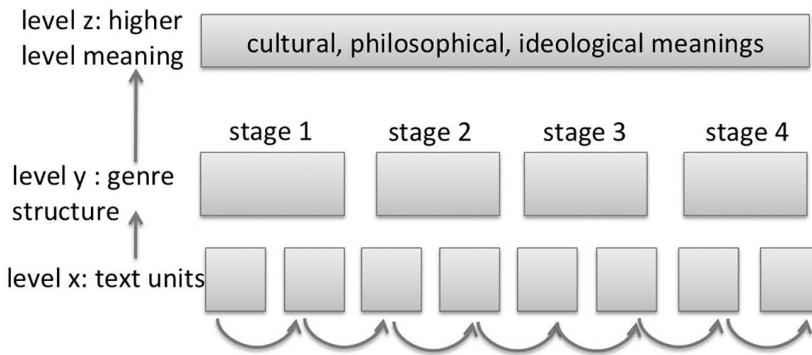 level z: higher
level meaning
cultural, philosophical, ideological meanings
stage 1 stage 2 stage 3 stage 4
level y : genre
structure
level x: text units